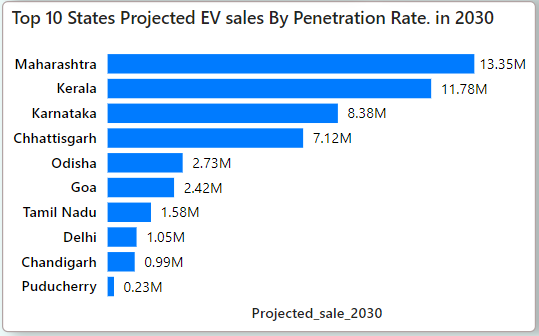 Top 10 States Projected EV sales By Penetration Rate. in 2030
Maharashtra 13.35M
Kerala 11.78M
Karnataka 8.38M
Chhattisgarh 7.12M
Odisha 2.73M
Goa 2.42M
Tamil Nadu 1.58M
Delhi 1.05M
Chandigarh 0.99M
Puducherry 0.23M
Projected_sale_2030